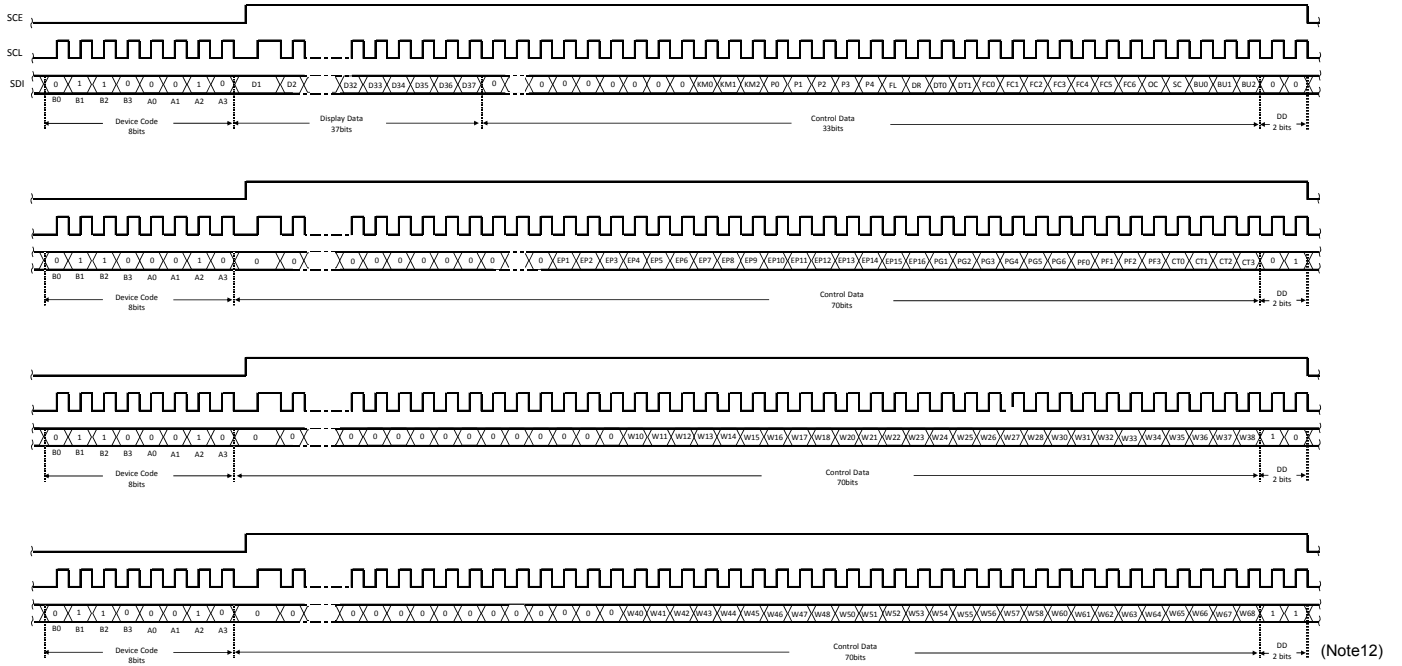 SCE
SCL
SDI 0 1 1 0 0 0 1 0 D1 D2 D32 D33 D34 D35 D36 D37 0 0 0 0 0 0 0 0 KM0 KM1 KM2 P0 P1 P2 P3 P4 FL DR DT0 DT1 FC0 FC1 FC2 FC3 FC4 FC5 FC6 OC SC BU0 BU1 BU2 0 0
B0 B1 B2 B3 A0 A1 A2 A3
Device Code Display Data Control Data DD
8bits 37bits 33bits 2 bits
0 1 1 0 0 0 1 0 0 0 0 0 0 0 0 0 0 0 EP1 EP2 EP3 EP4 EP5 EP6 EP7 EP8 EP9 EP10 EP11 EP12 EP13 EP14 EP15 EP16 PG1 PG2 PG3 PG4 PG5 PG6 PF0 PF1 PF2 PF3 CT0 CT1 CT2 CT3 0 1
B0 B1 B2 B3 A0 A1 A2 A3
Device Code Control Data DD
8bits 70bits 2 bits
0 1 1 0 0 0 1 0 0 0 0 0 0 0 0 0 0 0 0 0 0 0 W10 W11 W12 W13 W14 W15 W16 W17 W18 W20 W21 W22 W23 W24 W25 W26 W27 W28 W30 W31 W32 W33 W34 W35 W36 W37 W38 1 0
B0 B1 B2 B3 A0 A1 A2 A3
Device Code Control Data DD
8bits 70bits 2 bits
0 1 1 0 0 0 1 0 0 0 0 0 0 0 0 0 0 0 0 0 0 0 W40 W41 W42 W43 W44 W45 W46 W47 W48 W50 W51 W52 W53 W54 W55 W56 W57 W58 W60 W61 W62 W63 W64 W65 W66 W67 W68 1 1
B0 B1 B2 B3 A0 A1 A2 A3
Device Code Control Data DD
8bits 70bits 2 bits (Note12)